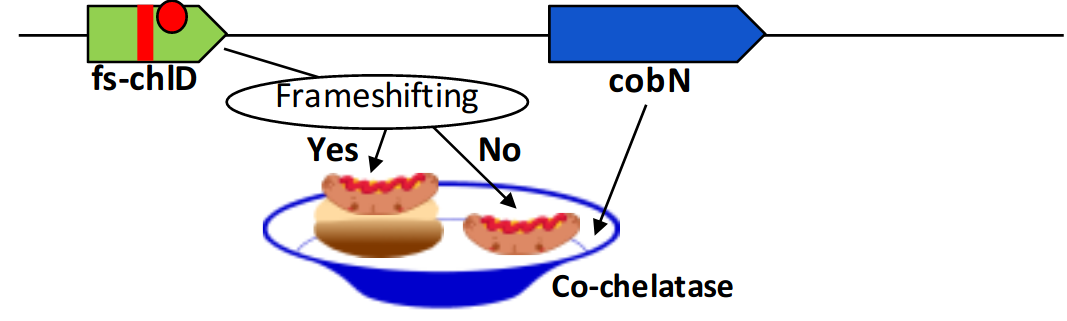 fs-chlD
cobN
Frameshifting
Yes
No
Co-chelatase